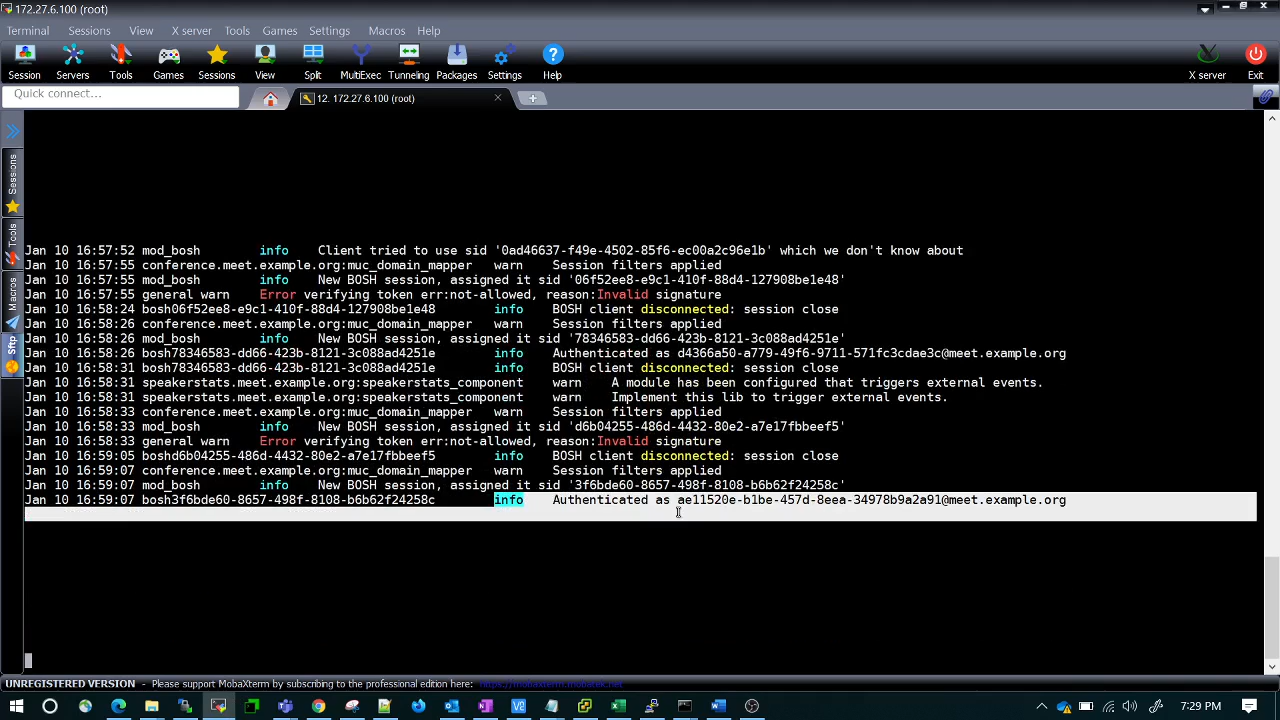 172.27.6.100 (root)
Terminal Sessions View X server Tools Games Settings Macros Help
Session Servers Tools Games Sessions View Split MultiExec Tunneling Packages Settings Help X server Exit
Quick connect...
12. 172.27.6.100 (root)
Sessions
Tools
Macros
Sftp
Jan 10 16:57:52 mod_bosh info Client tried to use sid '0ad46637-f49e-4502-85f6-ec00a2c96e1b' which we don't know about
Jan 10 16:57:55 conference.meet.example.org:muc_domain_mapper warn Session filters applied
Jan 10 16:57:55 mod_bosh info New BOSH session, assigned it sid '06f52ee8-e9c1-410f-88d4-127908be1e48'
Jan 10 16:57:55 general warn Error verifying token err:not-allowed, reason:Invalid signature
Jan 10 16:58:24 bosh06f52ee8-e9c1-410f-88d4-127908be1e48 info BOSH client disconnected: session close
Jan 10 16:58:26 conference.meet.example.org:muc_domain_mapper warn Session filters applied
Jan 10 16:58:26 mod_bosh info New BOSH session, assigned it sid '78346583-dd66-423b-8121-3c088ad4251e'
Jan 10 16:58:26 bosh78346583-dd66-423b-8121-3c088ad4251e info Authenticated as d4366a50-a779-49f6-9711-571fc3cdae3c@meet.example.org
Jan 10 16:58:31 bosh78346583-dd66-423b-8121-3c088ad4251e info BOSH client disconnected: session close
Jan 10 16:58:31 speakerstats.meet.example.org:speakerstats_component warn A module has been configured that triggers external events.
Jan 10 16:58:31 speakerstats.meet.example.org:speakerstats_component warn Implement this lib to trigger external events.
Jan 10 16:58:33 conference.meet.example.org:muc_domain_mapper warn Session filters applied
Jan 10 16:58:33 mod_bosh info New BOSH session, assigned it sid 'd6b04255-486d-4432-80e2-a7e17fbbeef5'
Jan 10 16:58:33 general warn Error verifying token err:not-allowed, reason:Invalid signature
Jan 10 16:59:05 boshd6b04255-486d-4432-80e2-a7e17fbbeef5 info BOSH client disconnected: session close
Jan 10 16:59:07 conference.meet.example.org:muc_domain_mapper warn Session filters applied
Jan 10 16:59:07 mod_bosh info New BOSH session, assigned it sid '3f6bde60-8657-498f-8108-b6b62f24258c'
Jan 10 16:59:07 bosh3f6bde60-8657-498f-8108-b6b62f24258c info Authenticated as ae11520e-b1be-457d-8eea-34978b9a2a91@meet.example.org
UNREGISTERED VERSION - Please support MobaXterm by subscribing to the professional edition here: https://mobaxterm.mobatek.net
7:29 PM